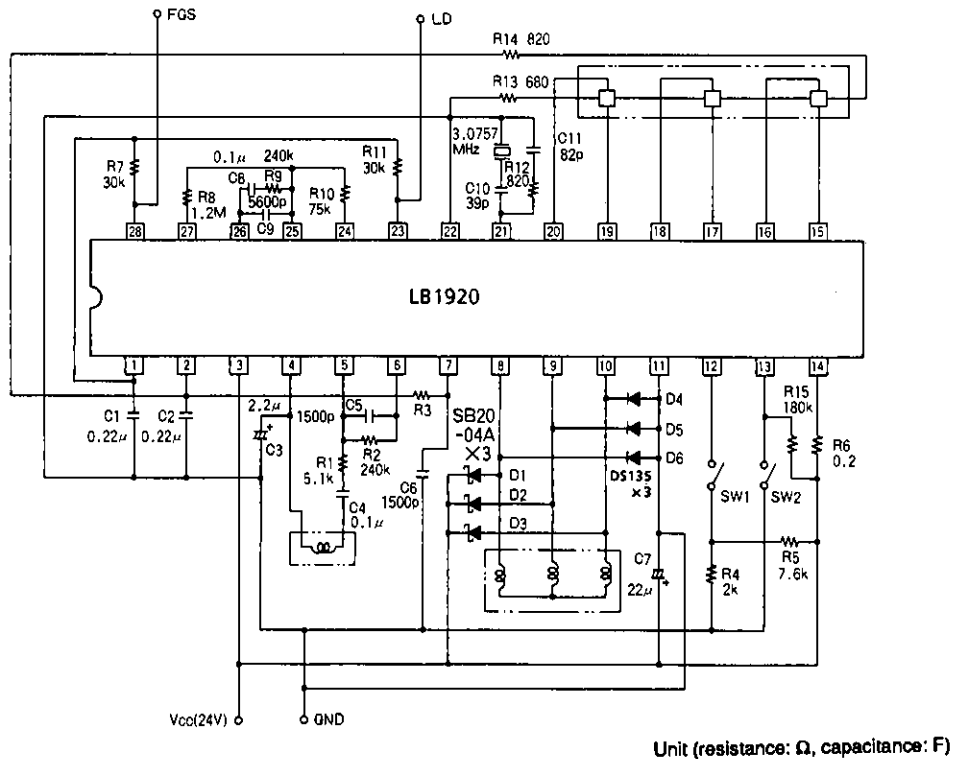 FGS
LD
R14 820
R13 680
3.0757
MHz
C11
82p
R12
820
C10
39p
R7
30k
0.1μ
240k
R9
C8
5600p
C9
R8
1.2M
R10
75k
R11
30k
28 27 26 25 24 23 22 21 20 19 18 17 16 15
LB1920
1 2 3 4 5 6 7 8 9 10 11 12 13 14
C1
0.22μ
C2
0.22μ
2.2μ
C3
+
1500p
C5
R2
240k
R1
5.1k
C4
0.1μ
R3
C6
1500p
SB20
-04A
×3
D1
D2
D3
D4
D5
D6
DS135
×3
C7
22μ
+
SW1
SW2
R15
180k
R6
0.2
R5
7.6k
R4
2k
Vcc(24V)
GND
Unit (resistance: Ω, capacitance: F)